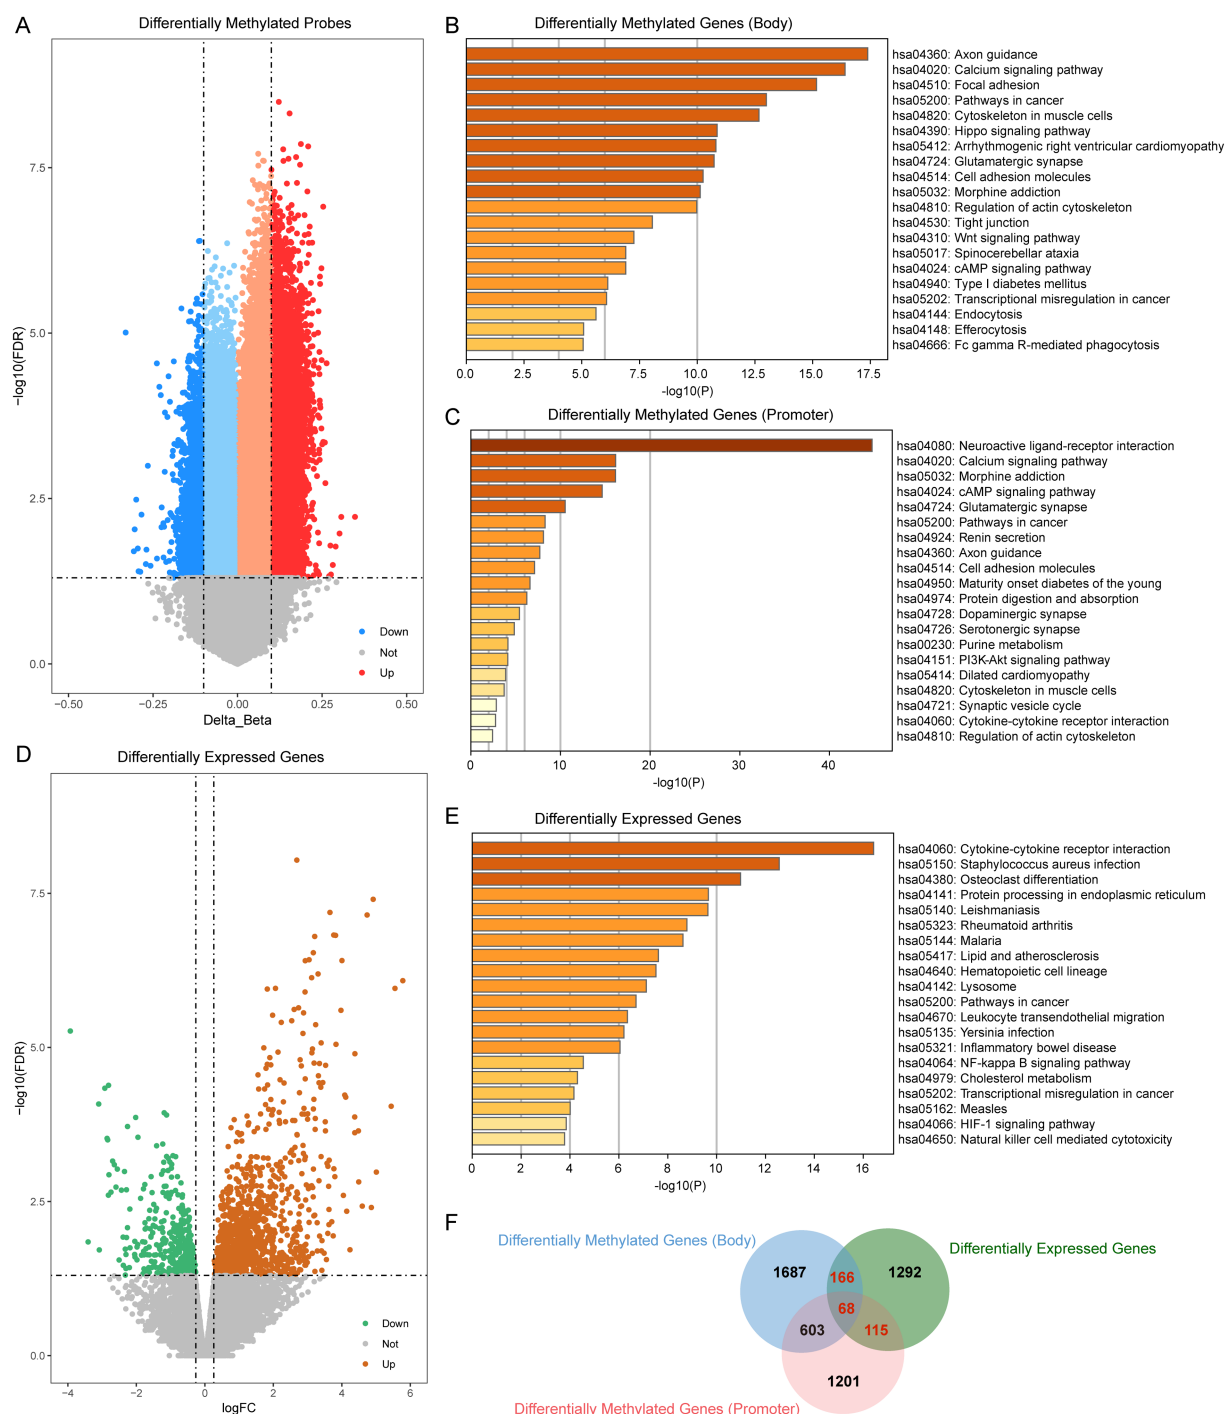 A
Differentially Methylated Probes
7.5
5.0
2.5
0.0
−log10(FDR)
−0.50
−0.25
0.00
0.25
0.50
Delta_Beta
Down
Not
Up
B
Differentially Methylated Genes (Body)
hsa04360: Axon guidance
hsa04020: Calcium signaling pathway
hsa04510: Focal adhesion
hsa05200: Pathways in cancer
hsa04820: Cytoskeleton in muscle cells
hsa04390: Hippo signaling pathway
hsa05412: Arrhythmogenic right ventricular cardiomyopathy
hsa04724: Glutamatergic synapse
hsa04514: Cell adhesion molecules
hsa05032: Morphine addiction
hsa04810: Regulation of actin cytoskeleton
hsa04530: Tight junction
hsa04310: Wnt signaling pathway
hsa05017: Spinocerebellar ataxia
hsa04024: cAMP signaling pathway
hsa04940: Type I diabetes mellitus
hsa05202: Transcriptional misregulation in cancer
hsa04144: Endocytosis
hsa04148: Efferocytosis
hsa04666: Fc gamma R-mediated phagocytosis
0.0
2.5
5.0
7.5
10.0
12.5
15.0
17.5
-log10(P)
C
Differentially Methylated Genes (Promoter)
hsa04080: Neuroactive ligand-receptor interaction
hsa04020: Calcium signaling pathway
hsa05032: Morphine addiction
hsa04024: cAMP signaling pathway
hsa04724: Glutamatergic synapse
hsa05200: Pathways in cancer
hsa04924: Renin secretion
hsa04360: Axon guidance
hsa04514: Cell adhesion molecules
hsa04950: Maturity onset diabetes of the young
hsa04974: Protein digestion and absorption
hsa04728: Dopaminergic synapse
hsa04726: Serotonergic synapse
hsa00230: Purine metabolism
hsa04151: PI3K-Akt signaling pathway
hsa05414: Dilated cardiomyopathy
hsa04820: Cytoskeleton in muscle cells
hsa04721: Synaptic vesicle cycle
hsa04060: Cytokine-cytokine receptor interaction
hsa04810: Regulation of actin cytoskeleton
0
10
20
30
40
-log10(P)
D
Differentially Expressed Genes
7.5
5.0
2.5
0.0
−log10(FDR)
−4
−2
0
2
4
6
logFC
Down
Not
Up
E
Differentially Expressed Genes
hsa04060: Cytokine-cytokine receptor interaction
hsa05150: Staphylococcus aureus infection
hsa04380: Osteoclast differentiation
hsa04141: Protein processing in endoplasmic reticulum
hsa05140: Leishmaniasis
hsa05323: Rheumatoid arthritis
hsa05144: Malaria
hsa05417: Lipid and atherosclerosis
hsa04640: Hematopoietic cell lineage
hsa04142: Lysosome
hsa05200: Pathways in cancer
hsa04670: Leukocyte transendothelial migration
hsa05135: Yersinia infection
hsa05321: Inflammatory bowel disease
hsa04064: NF-kappa B signaling pathway
hsa04979: Cholesterol metabolism
hsa05202: Transcriptional misregulation in cancer
hsa05162: Measles
hsa04066: HIF-1 signaling pathway
hsa04650: Natural killer cell mediated cytotoxicity
0
2
4
6
8
10
12
14
16
-log10(P)
F
Differentially Methylated Genes (Body)
Differentially Expressed Genes
1687
166
1292
68
603
115
1201
Differentially Methylated Genes (Promoter)